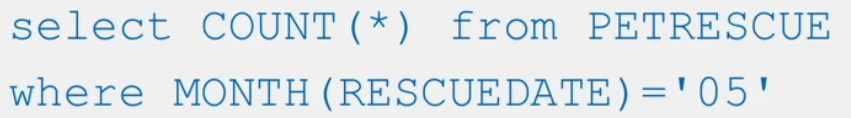 select COUNT(*) from PETRESCUE
where MONTH(RESCUEDATE)='05'